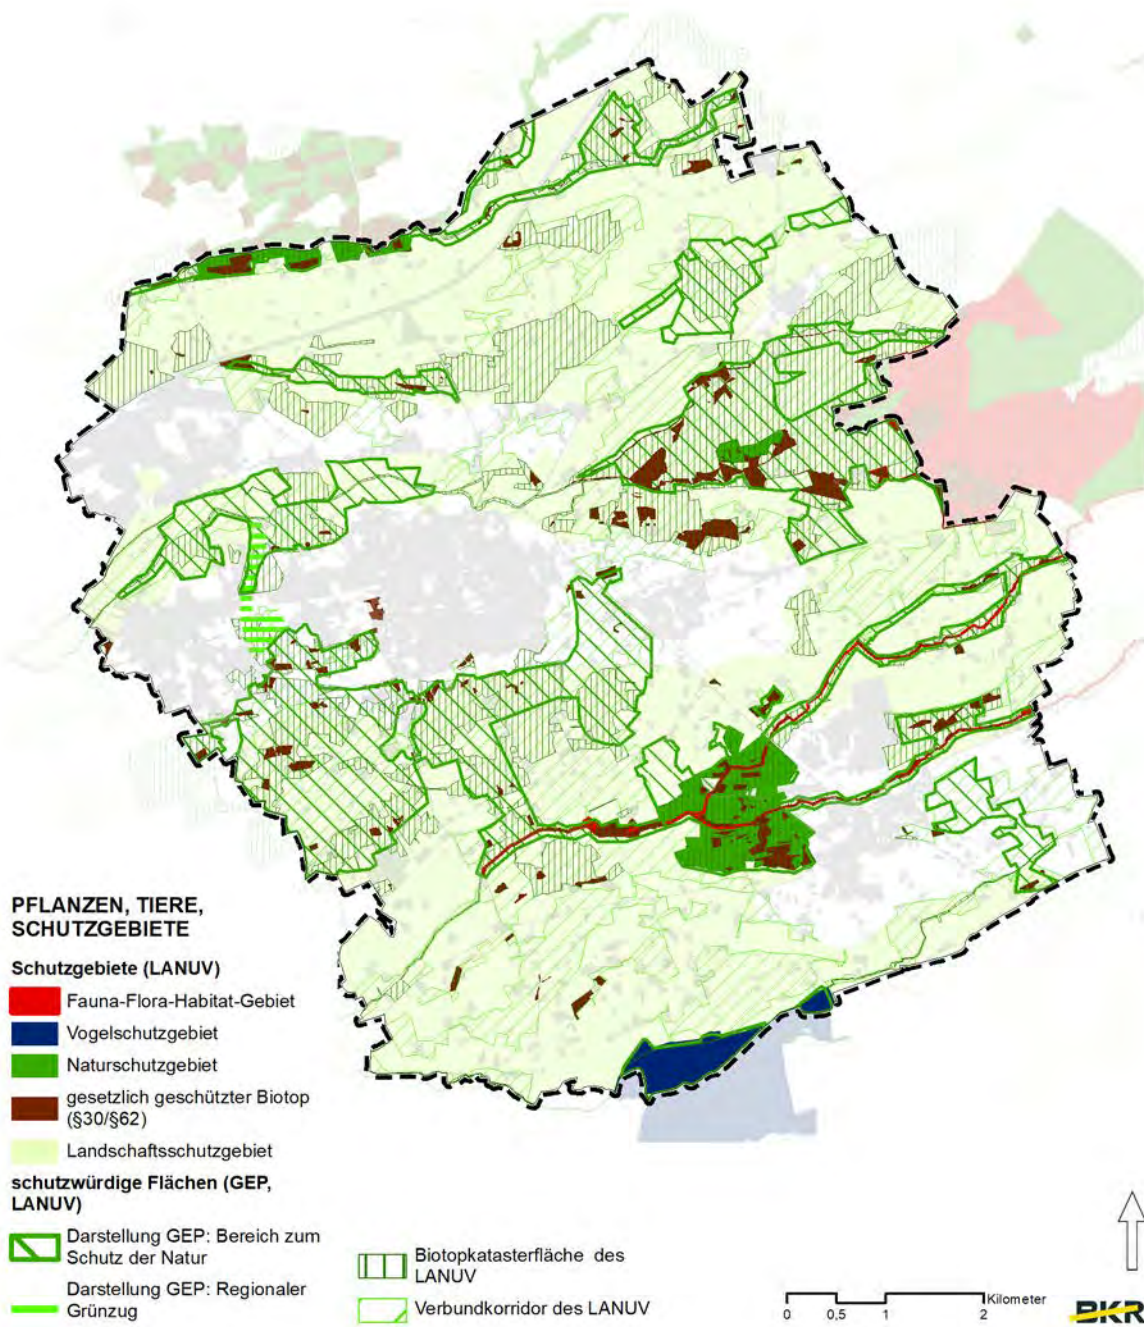 PFLANZEN, TIERE,
SCHUTZGEBIETE
Schutzgebiete (LANUV)
Fauna-Flora-Habitat-Gebiet
Vogelschutzgebiet
Naturschutzgebiet
gesetzlich geschützter Biotop
(§30/§62)
Landschaftsschutzgebiet
schutzwürdige Flächen (GEP,
LANUV)
Darstellung GEP: Bereich zum
Schutz der Natur
Darstellung GEP: Regionaler
Grünzug
Biotopkatasterfläche des
LANUV
Verbundkorridor des LANUV
Kilometer
0 0,5 1 2
BKR